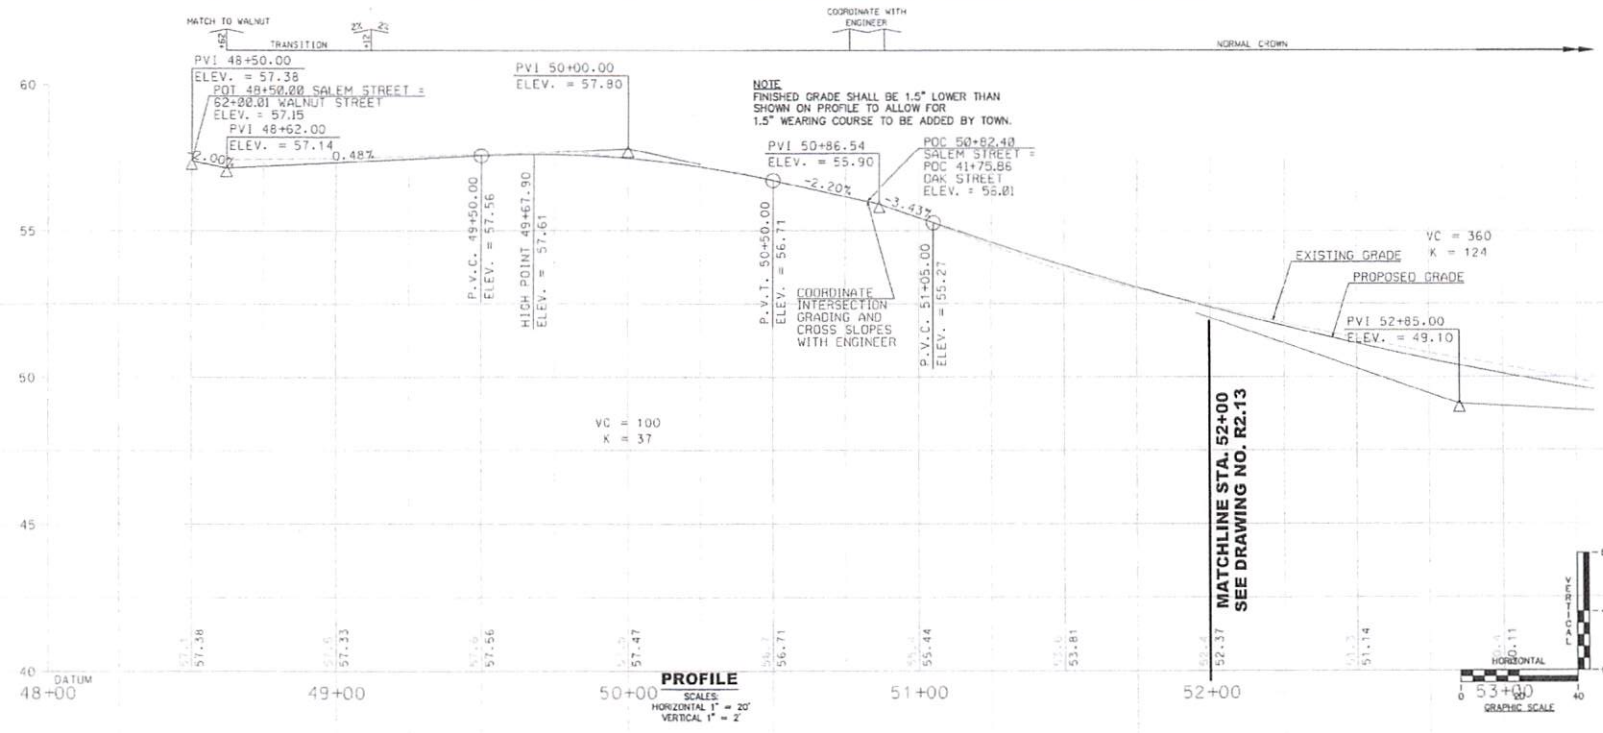 MATCH TO WALNUT
+62
TRANSITION
2% 2%
+12
COORDINATE WITH
ENGINEER
NORMAL CROWN
60
55
50
45
40
PVI 48+50.00
ELEV. = 57.38
POT 48+50.00 SALEM STREET =
62+00.01 WALNUT STREET
ELEV. = 57.15
PVI 48+62.00
ELEV. = 57.14
2.00%
0.48%
P.V.C. 49+50.00
ELEV. = 57.56
HIGH POINT 49+67.90
ELEV. = 57.61
PVI 50+00.00
ELEV. = 57.80
NOTE
FINISHED GRADE SHALL BE 1.5" LOWER THAN
SHOWN ON PROFILE TO ALLOW FOR
1.5" WEARING COURSE TO BE ADDED BY TOWN.
PVI 50+86.54
ELEV. = 55.90
POC 50+82.40
SALEM STREET =
POC 41+75.86
OAK STREET
ELEV. = 56.01
-2.20%
-3.43%
P.V.T. 50+50.00
ELEV. = 56.71
COORDINATE
INTERSECTION
GRADING AND
CROSS SLOPES
WITH ENGINEER
P.V.C. 51+05.00
ELEV. = 55.27
VC = 360
K = 124
EXISTING GRADE
PROPOSED GRADE
PVI 52+85.00
ELEV. = 49.10
VC = 100
K = 37
MATCHLINE STA. 52+00
SEE DRAWING NO. R2.13
57.38
57.33
57.56
57.47
56.71
55.44
53.81
52.37
51.14
DATUM
48+00
49+00
50+00
51+00
52+00
PROFILE
SCALES:
HORIZONTAL 1" = 20'
VERTICAL 1" = 2'
VERTICAL
HORIZONTAL
0 20 40
GRAPHIC SCALE